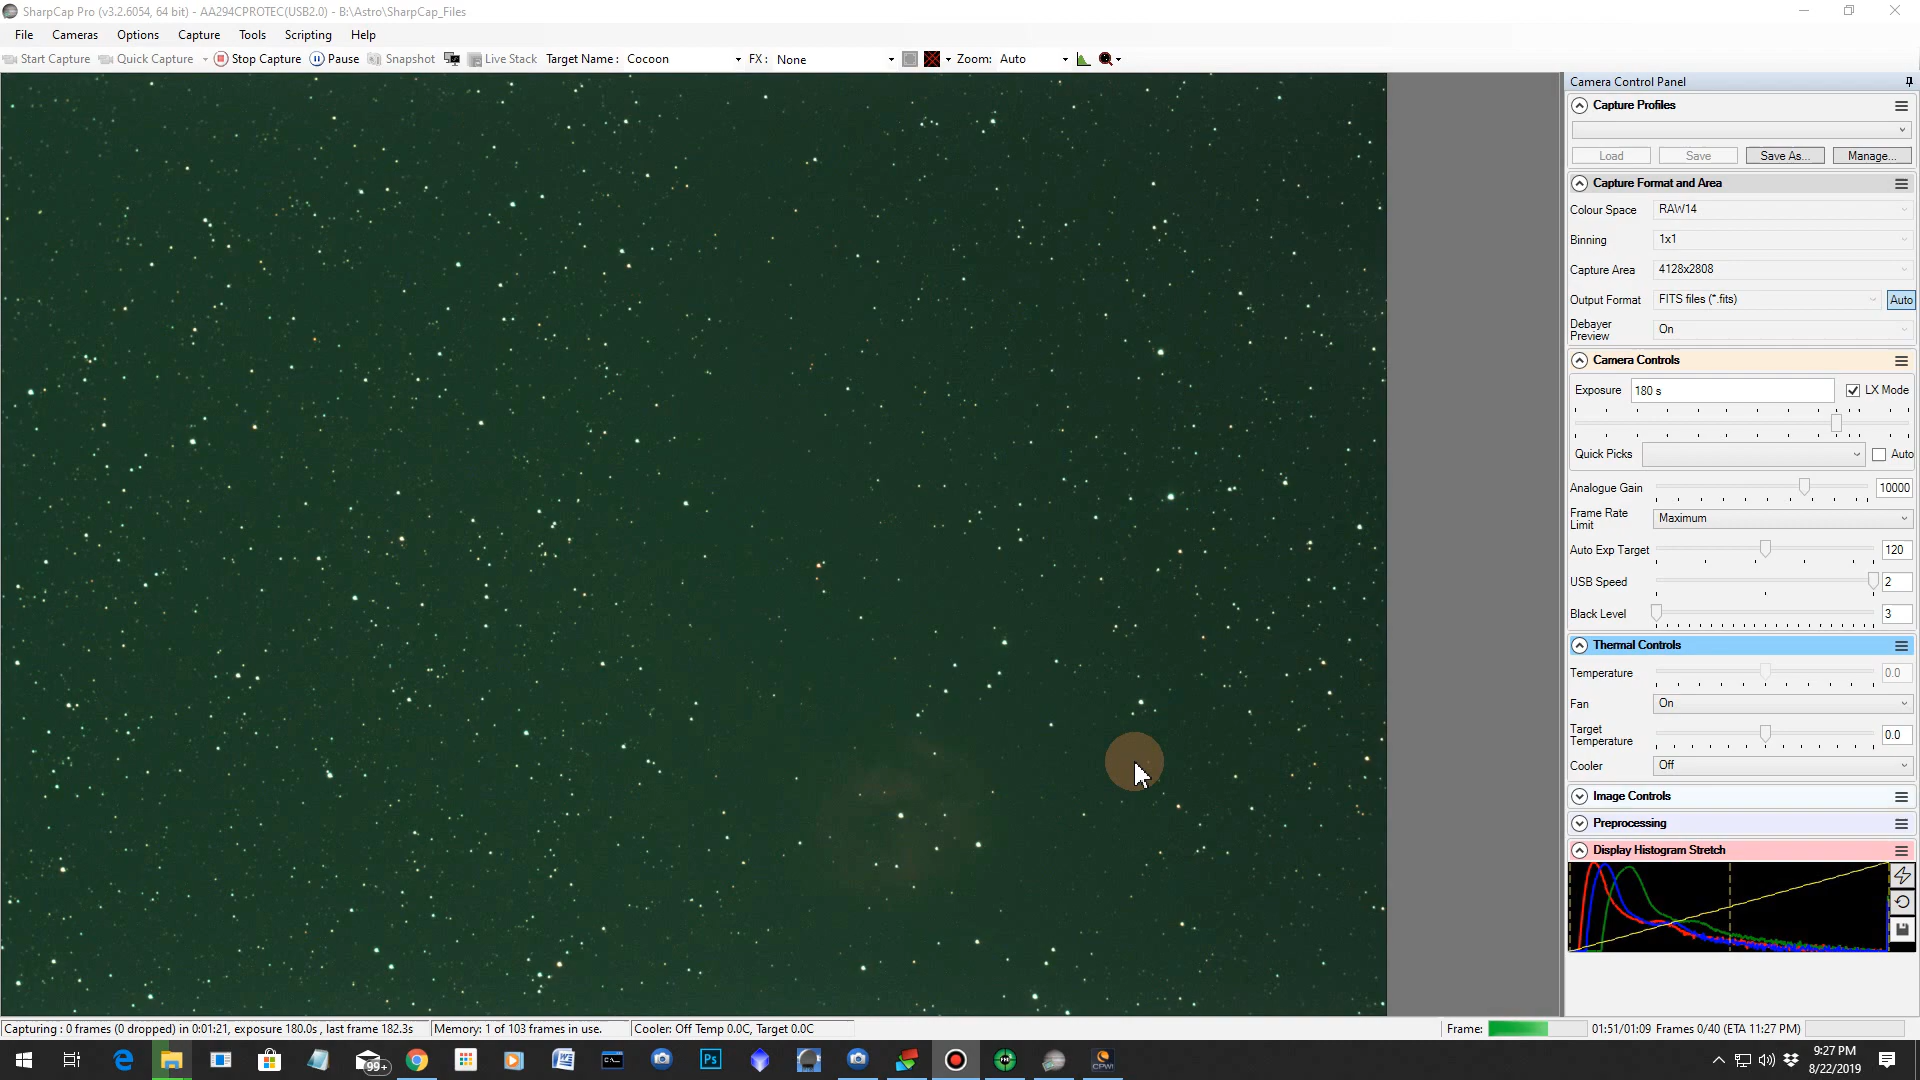 SharpCap Pro (v3.2.6054, 64 bit) - AA294CPROTEC(USB2.0) - B:\Astro\SharpCap_Files
File Cameras Options Capture Tools Scripting Help
Start Capture Quick Capture Stop Capture Pause Snapshot Live Stack Target Name : Cocoon FX : None Zoom: Auto
Camera Control Panel
Capture Profiles
Load Save Save As... Manage...
Capture Format and Area
Colour Space RAW14
Binning 1x1
Capture Area 4128x2808
Output Format FITS files (*.fits) Auto
Debayer Preview On
Camera Controls
Exposure 180 s LX Mode
Quick Picks Auto
Analogue Gain 10000
Frame Rate Limit Maximum
Auto Exp Target 120
USB Speed 2
Black Level 3
Thermal Controls
Temperature 0.0
Fan On
Target Temperature 0.0
Cooler Off
Image Controls
Preprocessing
Display Histogram Stretch
Capturing : 0 frames (0 dropped) in 0:01:21, exposure 180.0s , last frame 182.3s Memory: 1 of 103 frames in use. Cooler: Off Temp 0.0C, Target 0.0C Frame: 01:51/01:09 Frames 0/40 (ETA 11:27 PM)
99+ Ps CPWI
9:27 PM
8/22/2019